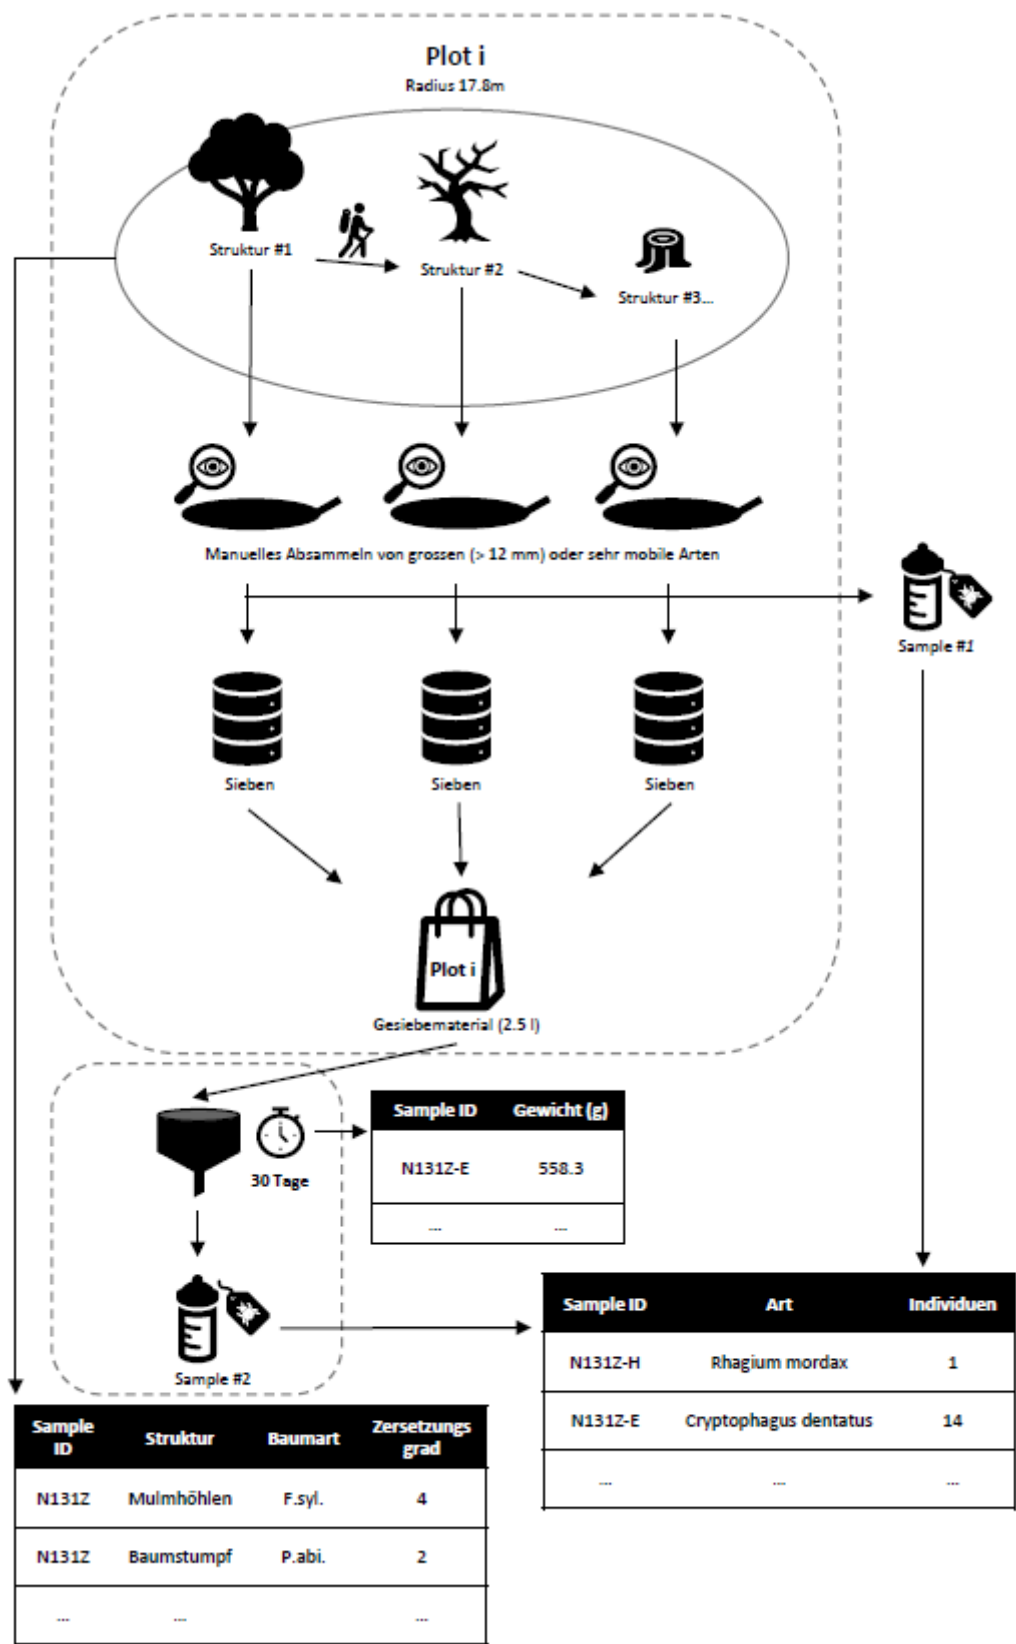 Plot i
Radius 17.8m
Struktur #1
Struktur #2
Struktur #3...
Manuelles Absammeln von grossen (> 12 mm) oder sehr mobile Arten
Sample #1
Sieben
Sieben
Sieben
Plot i
Gesiebematerial (2.5 l)
30 Tage
Sample ID Gewicht (g)
N131Z-E 558.3
... ...
Sample #2
Sample ID Art Individuen
N131Z-H Rhagium mordax 1
N131Z-E Cryptophagus dentatus 14
... ... ...
Sample ID Struktur Baumart Zersetzungs grad
N131Z Mulmhöhlen F.syl. 4
N131Z Baumstumpf P.abi. 2
... ... ...